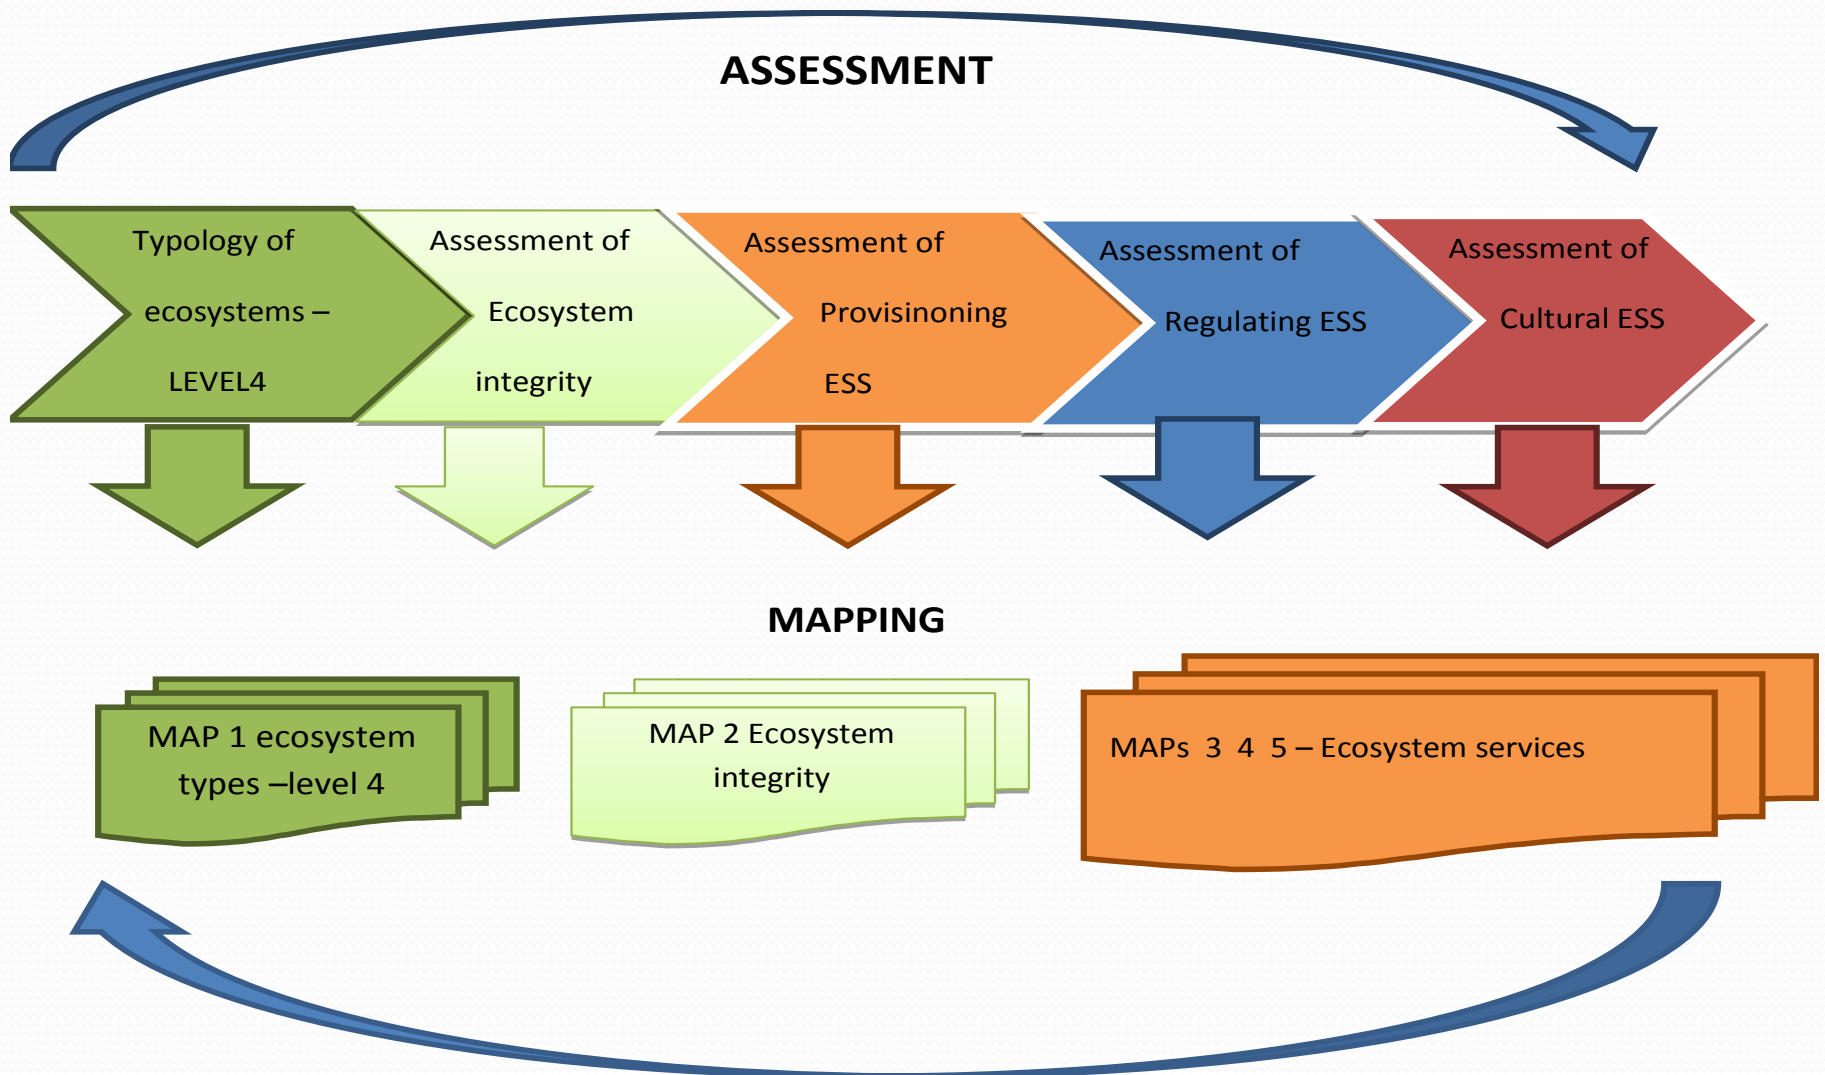 ASSESSMENT
Typology of
ecosystems –
LEVEL4
Assessment of
Ecosystem
integrity
Assessment of
Provisinoning
ESS
Assessment of
Regulating ESS
Assessment of
Cultural ESS
MAPPING
MAP 1 ecosystem
types –level 4
MAP 2 Ecosystem
integrity
MAPs 3 4 5 – Ecosystem services